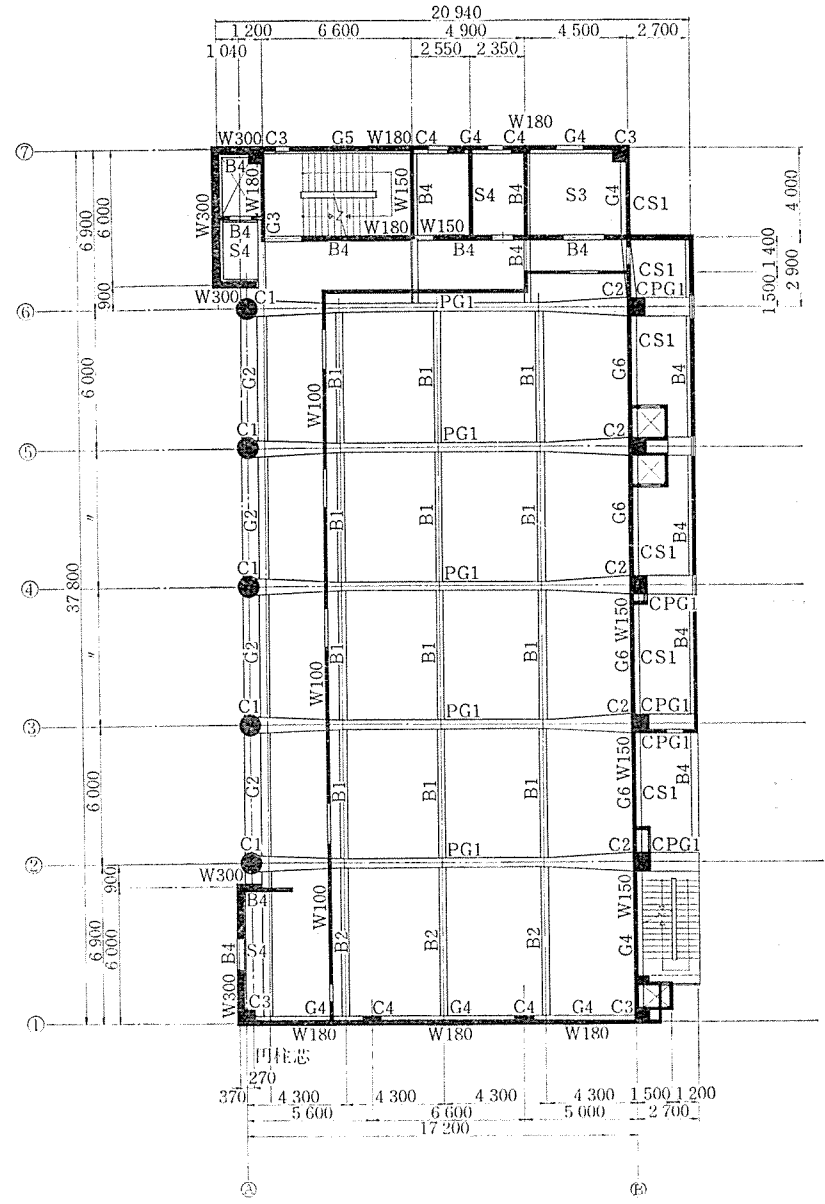 20 940
1 200 6 600 4 900 4 500 2 700
1 040 2 550 2 350
W180
⑦ W300 C3 G5 W180 C4 G4 C4 G4 C3
B4 W180 W150 B4 S4 B4 S3 G4 CS1 4 000
W300 G3 W180 W150
B4 B4 B4 B4 B4
S4 CS1 1 400
6 900 6 000 1 500 2 900
900 W300 C1 PG1 C2 CPG1
⑥ CS1
6 000 G2 W100 B1 B1 B1 G6 B4
C1 PG1 C2
⑤
〃 G2 B1 B1 B1 G6 B4
CS1
C1 PG1 C2
④ CPG1
37 800 W150
〃 G2 W100 B1 B1 B1 G6 CS1 B4
C1 PG1 C2 CPG1
③ CPG1
W150
6 000 G2 B1 B1 B1 G6 CS1 B4
C1 PG1 C2 CPG1
② W300
900 B4 W100 W150
6 900 6 000 B4 S4 B2 B2 B2 G4
W300 C3 G4 C4 G4 C4 G4 C3
①
W180 W180 W180
円柱芯
270
370 4 300 4 300 4 300 4 300 1 500 1 200
5 600 6 600 5 000 2 700
17 200
Ⓐ Ⓑ